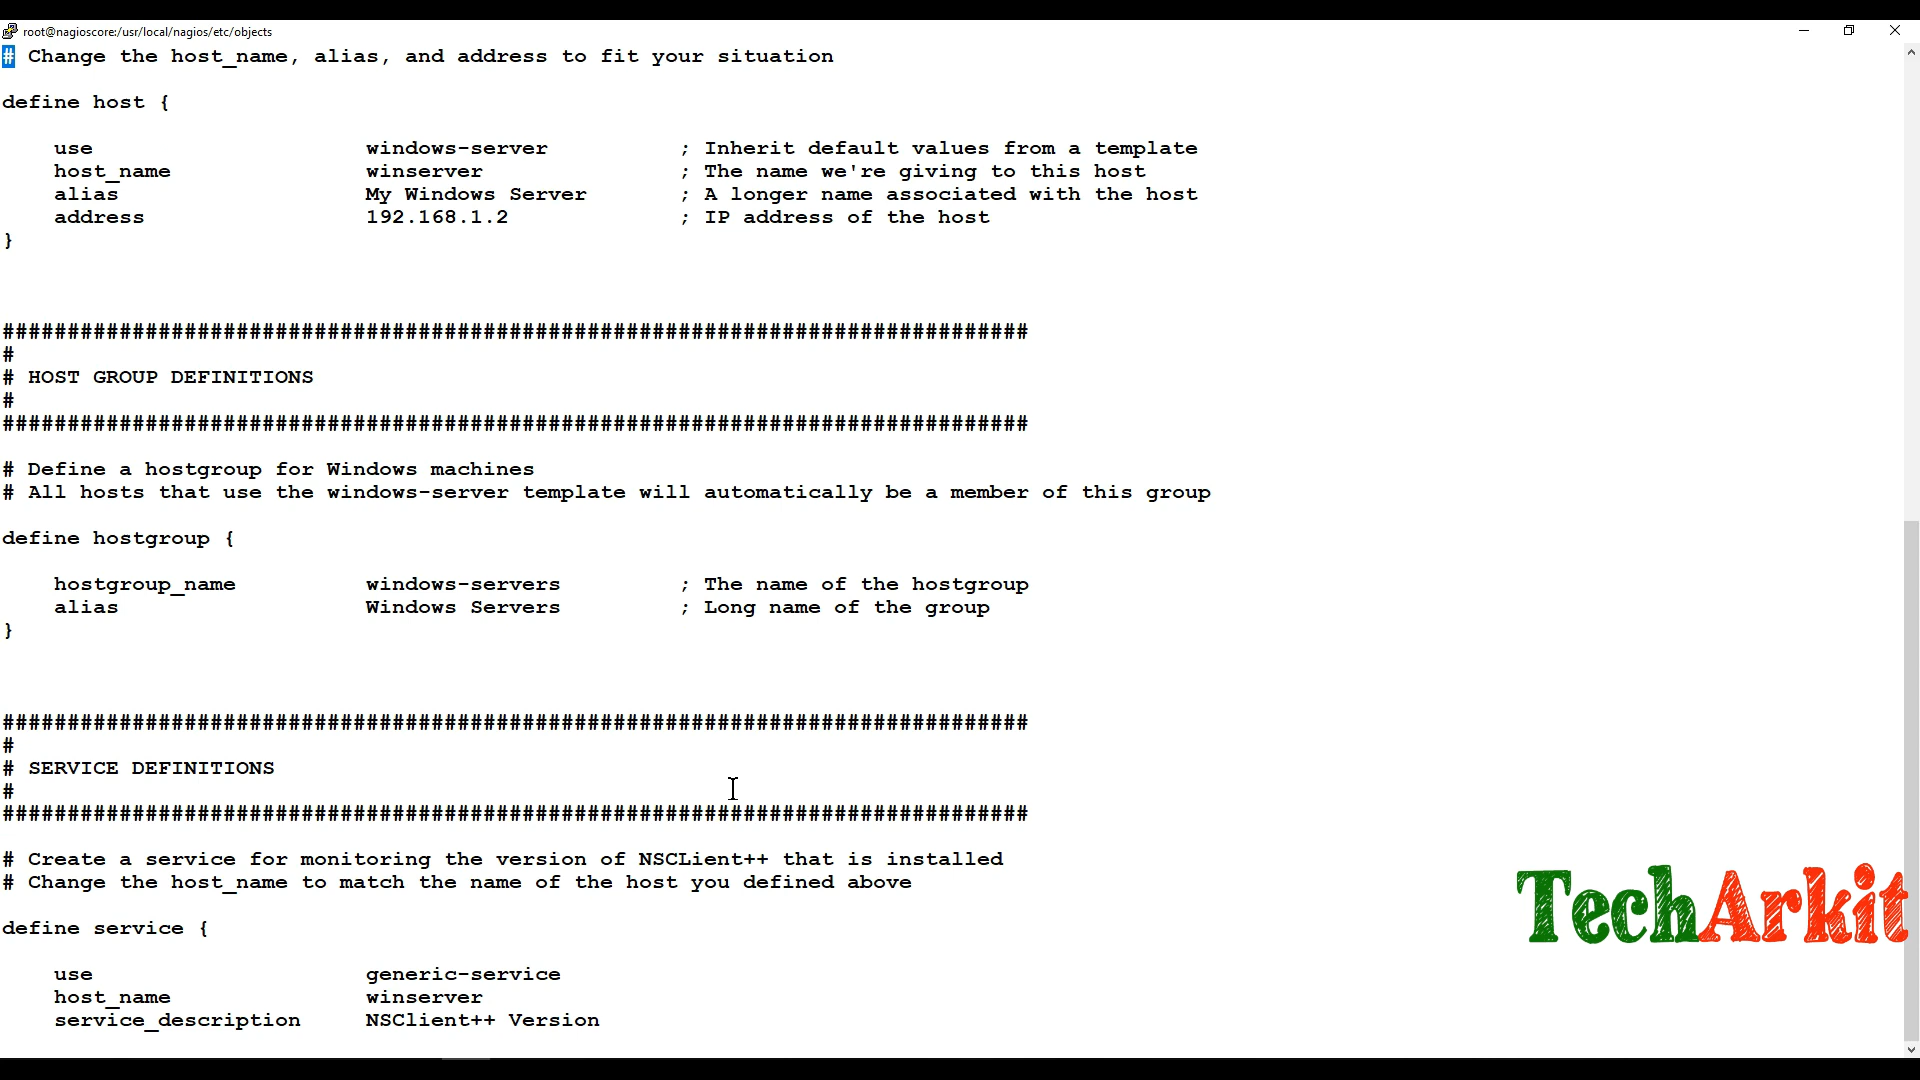 root@nagioscore:/usr/local/nagios/etc/objects
# Change the host_name, alias, and address to fit your situation
define host {
use windows-server ; Inherit default values from a template
host_name winserver ; The name we're giving to this host
alias My Windows Server ; A longer name associated with the host
address 192.168.1.2 ; IP address of the host
}
###############################################################################
#
# HOST GROUP DEFINITIONS
#
###############################################################################
# Define a hostgroup for Windows machines
# All hosts that use the windows-server template will automatically be a member of this group
define hostgroup {
hostgroup_name windows-servers ; The name of the hostgroup
alias Windows Servers ; Long name of the group
}
###############################################################################
#
# SERVICE DEFINITIONS
#
###############################################################################
# Create a service for monitoring the version of NSCLient++ that is installed
# Change the host_name to match the name of the host you defined above
define service {
use generic-service
host_name winserver
service_description NSClient++ Version
TechArkit